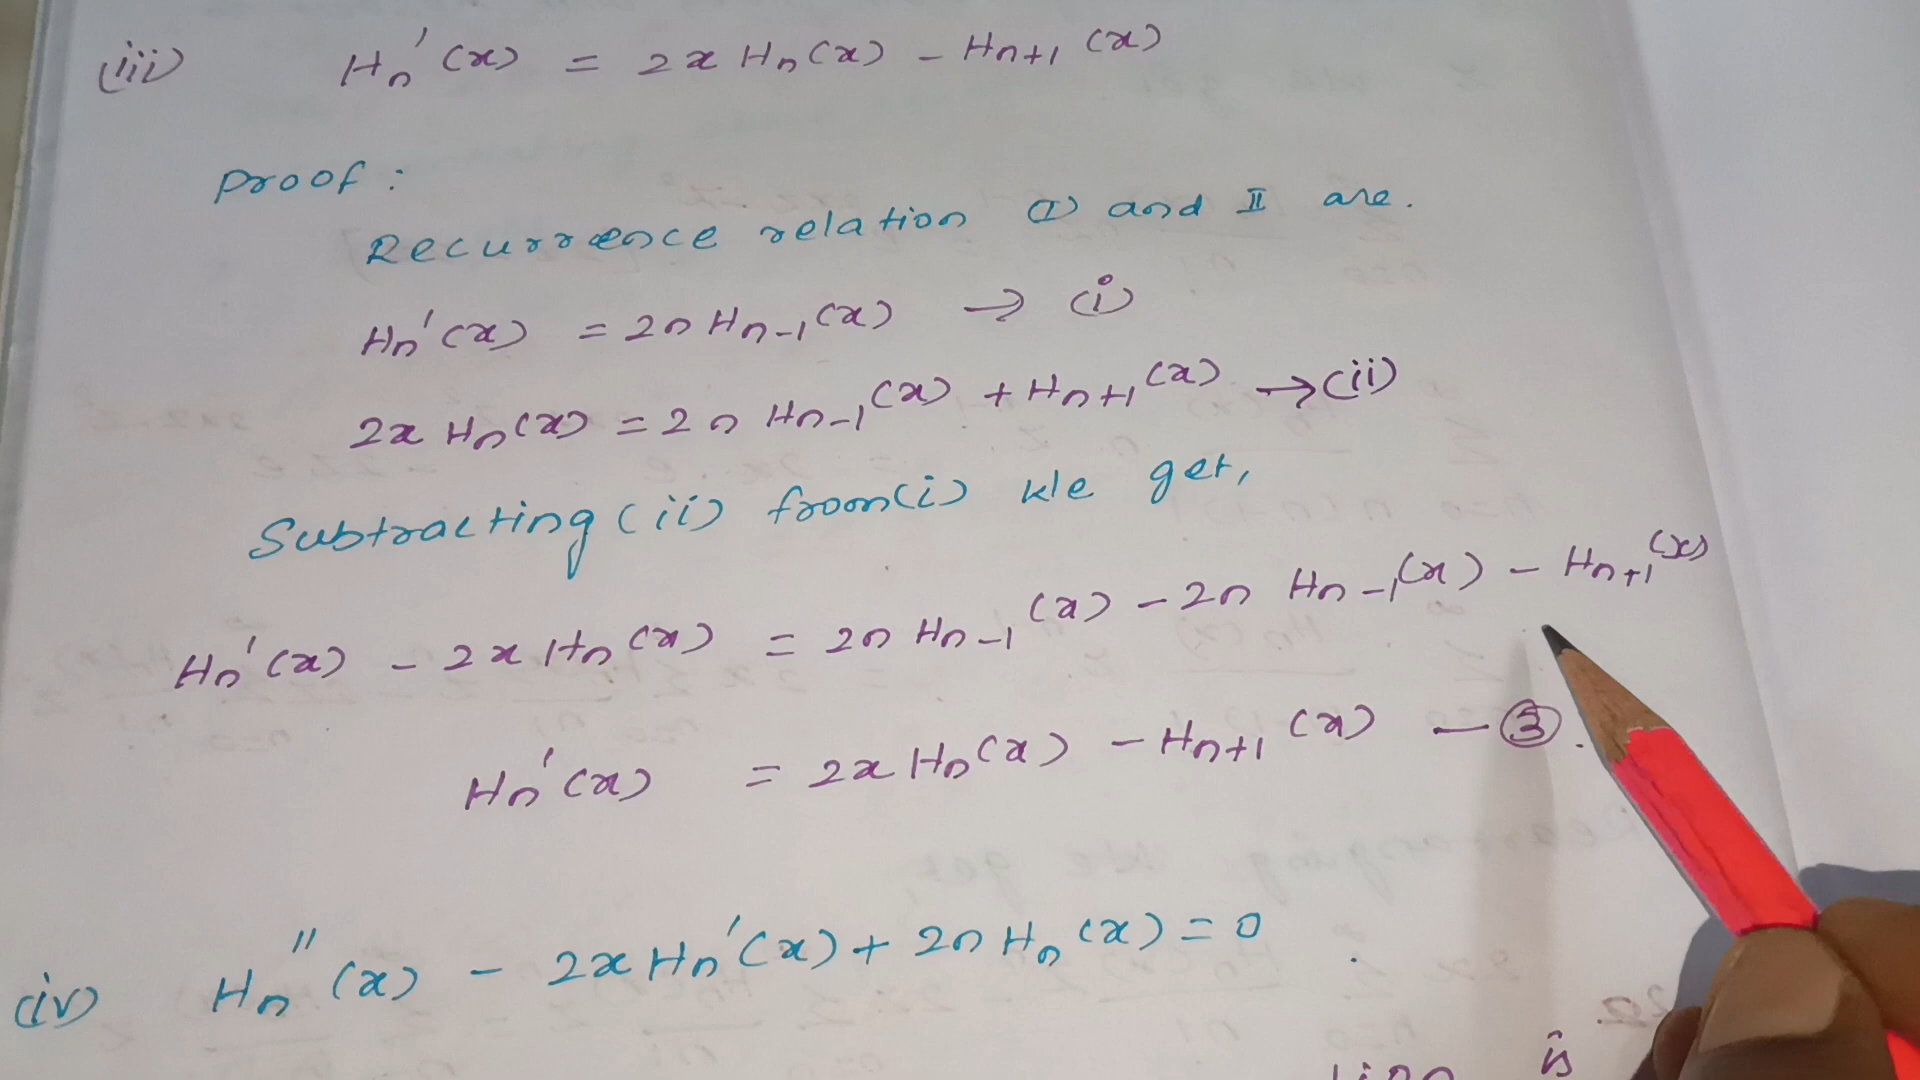 (iii) Hn'(x) = 2x Hn(x) - Hn+1 (x)
Proof :
Recurrence relation (I) and II are.
Hn'(x) = 2n Hn-1(x) → (i)
2x Hn(x) = 2n Hn-1(x) + Hn+1(x) → (ii)
Subtracting (ii) from (i) We get,
Hn'(x) - 2x Hn(x) = 2n Hn-1(x) - 2n Hn-1(x) - Hn+1(x)
Hn'(x) = 2x Hn(x) - Hn+1(x) — ③.
(iv) Hn''(x) - 2x Hn'(x) + 2n Hn(x) = 0 .
is